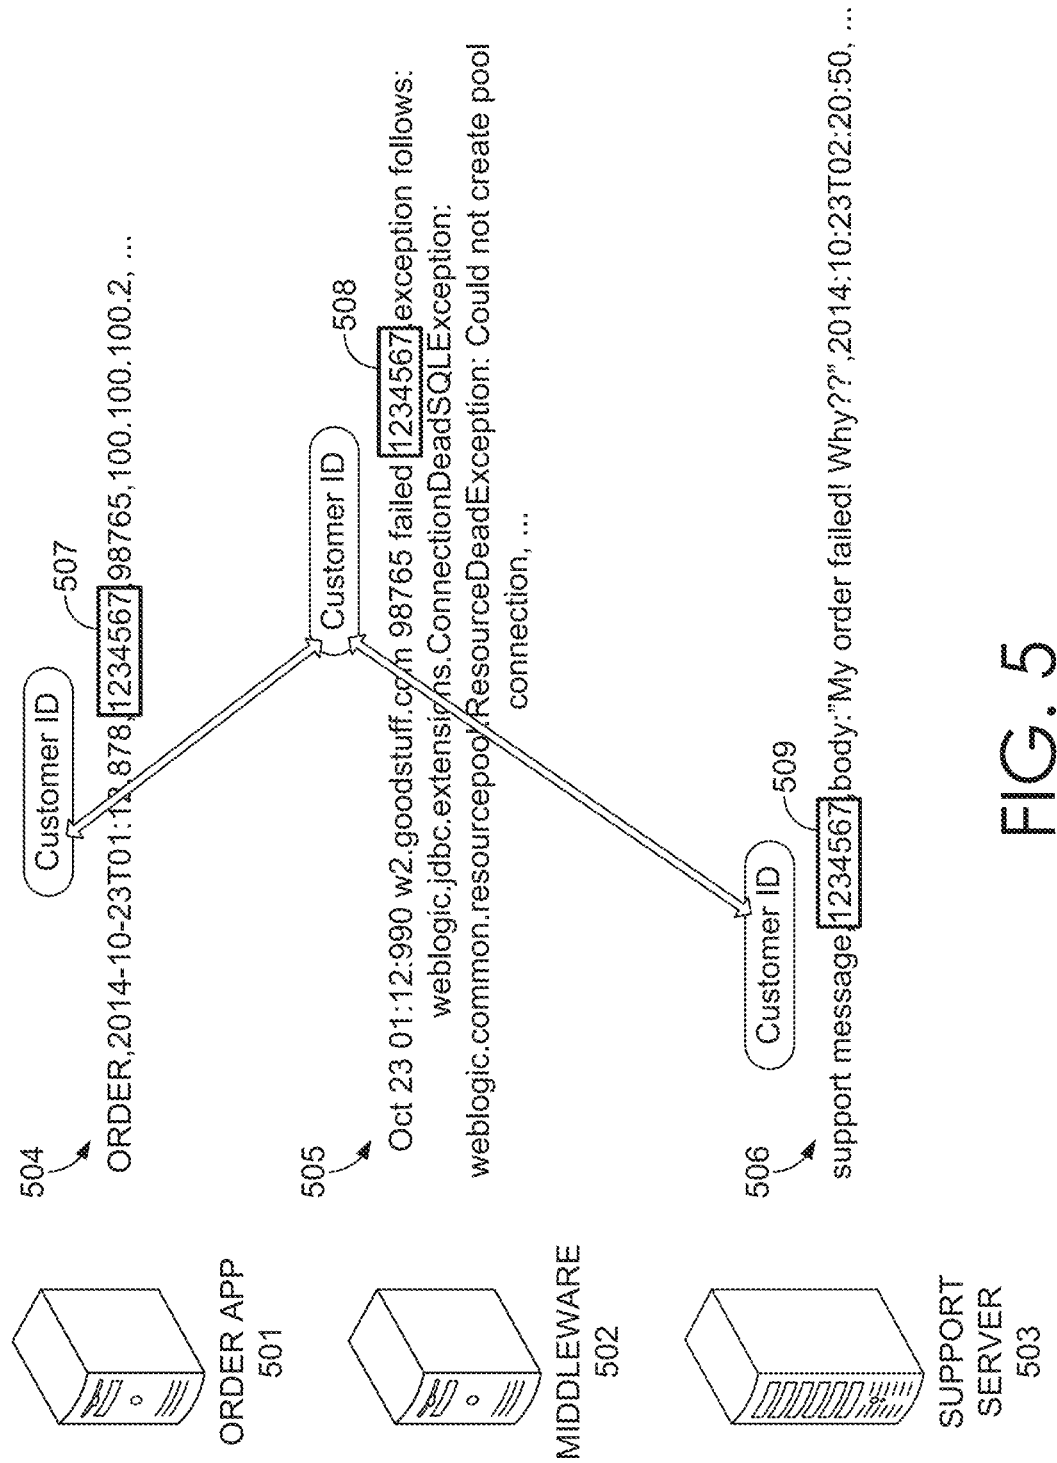 504
Customer ID
507
ORDER,2014-10-23T01:12:878,1234567,98765,100.100.100.2, ...
ORDER APP
501
505
Customer ID
508
Oct 23 01:12:990 w2.goodstuff.com 98765 failed 1234567 exception follows:
weblogic.jdbc.extensions.ConnectionDeadSQLException:
weblogic.common.resourcepool.ResourceDeadException: Could not create pool
connection, ...
MIDDLEWARE
502
506
Customer ID
509
support message,1234567,body:"My order failed! Why??",2014:10:23T02:20:50, ...
SUPPORT
SERVER
503
FIG. 5